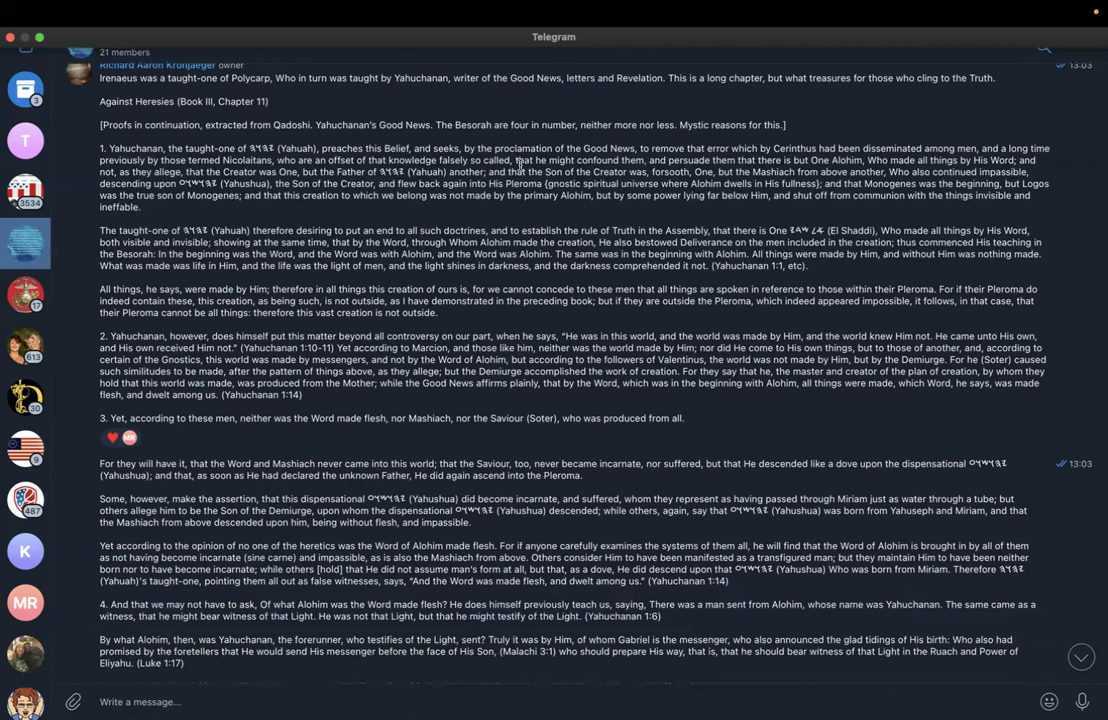 Telegram
21 members
Richard Aaron Kronjaeger owner
Irenaeus was a taught-one of Polycarp, Who in turn was taught by Yahuchanan, writer of the Good News, letters and Revelation. This is a long chapter, but what treasures for those who cling to the Truth.
13:03
Against Heresies (Book III, Chapter 11)
[Proofs in continuation, extracted from Qadoshi. Yahuchanan's Good News. The Besorah are four in number, neither more nor less. Mystic reasons for this.]
1. Yahuchanan, the taught-one of 𐤉𐤄𐤅𐤄 (Yahuah), preaches this Belief, and seeks, by the proclamation of the Good News, to remove that error which by Cerinthus had been disseminated among men, and a long time
previously by those termed Nicolaitans, who are an offset of that knowledge falsely so called, that he might confound them, and persuade them that there is but One Alohim, Who made all things by His Word; and
not, as they allege, that the Creator was One, but the Father of 𐤉𐤄𐤅𐤄 (Yahuah) another; and that the Son of the Creator was, forsooth, One, but the Mashiach from above another, Who also continued impassible,
descending upon 𐤉𐤄𐤅𐤔𐤅𐤏 (Yahushua), the Son of the Creator, and flew back again into His Pleroma {gnostic spiritual universe where Alohim dwells in His fullness}; and that Monogenes was the beginning, but Logos
was the true son of Monogenes; and that this creation to which we belong was not made by the primary Alohim, but by some power lying far below Him, and shut off from communion with the things invisible and
ineffable.
The taught-one of 𐤉𐤄𐤅𐤄 (Yahuah) therefore desiring to put an end to all such doctrines, and to establish the rule of Truth in the Assembly, that there is One 𐤀𐤋 𐤔𐤃𐤉 (El Shaddi), Who made all things by His Word,
both visible and invisible; showing at the same time, that by the Word, through Whom Alohim made the creation, He also bestowed Deliverance on the men included in the creation; thus commenced His teaching in
the Besorah: In the beginning was the Word, and the Word was with Alohim, and the Word was Alohim. The same was in the beginning with Alohim. All things were made by Him, and without Him was nothing made.
What was made was life in Him, and the life was the light of men, and the light shines in darkness, and the darkness comprehended it not. (Yahuchanan 1:1, etc).
All things, he says, were made by Him; therefore in all things this creation of ours is, for we cannot concede to these men that all things are spoken in reference to those within their Pleroma. For if their Pleroma do
indeed contain these, this creation, as being such, is not outside, as I have demonstrated in the preceding book; but if they are outside the Pleroma, which indeed appeared impossible, it follows, in that case, that
their Pleroma cannot be all things: therefore this vast creation is not outside.
2. Yahuchanan, however, does himself put this matter beyond all controversy on our part, when he says, "He was in this world, and the world was made by Him, and the world knew Him not. He came unto His own,
and His own received Him not." (Yahuchanan 1:10-11) Yet according to Marcion, and those like him, neither was the world made by Him; nor did He come to His own things, but to those of another, and, according to
certain of the Gnostics, this world was made by messengers, and not by the Word of Alohim, but according to the followers of Valentinus, the world was not made by Him, but by the Demiurge. For he (Soter) caused
such similitudes to be made, after the pattern of things above, as they allege; but the Demiurge accomplished the work of creation. For they say that he, the master and creator of the plan of creation, by whom they
hold that this world was made, was produced from the Mother; while the Good News affirms plainly, that by the Word, which was in the beginning with Alohim, all things were made, which Word, he says, was made
flesh, and dwelt among us. (Yahuchanan 1:14)
3. Yet, according to these men, neither was the Word made flesh, nor Mashiach, nor the Saviour (Soter), who was produced from all.
MR
For they will have it, that the Word and Mashiach never came into this world; that the Saviour, too, never became incarnate, nor suffered, but that He descended like a dove upon the dispensational 𐤉𐤄𐤅𐤔𐤅𐤏
13:03
(Yahushua); and that, as soon as He had declared the unknown Father, He did again ascend into the Pleroma.
Some, however, make the assertion, that this dispensational 𐤉𐤄𐤅𐤔𐤅𐤏 (Yahushua) did become incarnate, and suffered, whom they represent as having passed through Miriam just as water through a tube; but
others allege him to be the Son of the Demiurge, upon whom the dispensational 𐤉𐤄𐤅𐤔𐤅𐤏 (Yahushua) descended; while others, again, say that 𐤉𐤄𐤅𐤔𐤅𐤏 (Yahushua) was born from Yahuseph and Miriam, and that
the Mashiach from above descended upon him, being without flesh, and impassible.
Yet according to the opinion of no one of the heretics was the Word of Alohim made flesh. For if anyone carefully examines the systems of them all, he will find that the Word of Alohim is brought in by all of them
as not having become incarnate (sine carne) and impassible, as is also the Mashiach from above. Others consider Him to have been manifested as a transfigured man; but they maintain Him to have been neither
born nor to have become incarnate; while others [hold] that He did not assume man's form at all, but that, as a dove, He did descend upon that 𐤉𐤄𐤅𐤔𐤅𐤏 (Yahushua) Who was born from Miriam. Therefore 𐤉𐤄𐤅𐤄
(Yahuah)'s taught-one, pointing them all out as false witnesses, says, "And the Word was made flesh, and dwelt among us." (Yahuchanan 1:14)
4. And that we may not have to ask, Of what Alohim was the Word made flesh? He does himself previously teach us, saying, There was a man sent from Alohim, whose name was Yahuchanan. The same came as a
witness, that he might bear witness of that Light. He was not that Light, but that he might testify of the Light. (Yahuchanan 1:6)
By what Alohim, then, was Yahuchanan, the forerunner, who testifies of the Light, sent? Truly it was by Him, of whom Gabriel is the messenger, who also announced the glad tidings of His birth: Who also had
promised by the foretellers that He would send His messenger before the face of His Son, (Malachi 3:1) who should prepare His way, that is, that he should bear witness of that Light in the Ruach and Power of
Eliyahu. (Luke 1:17)
Write a message...
3
T
3534
17
613
30
9
487
K
MR